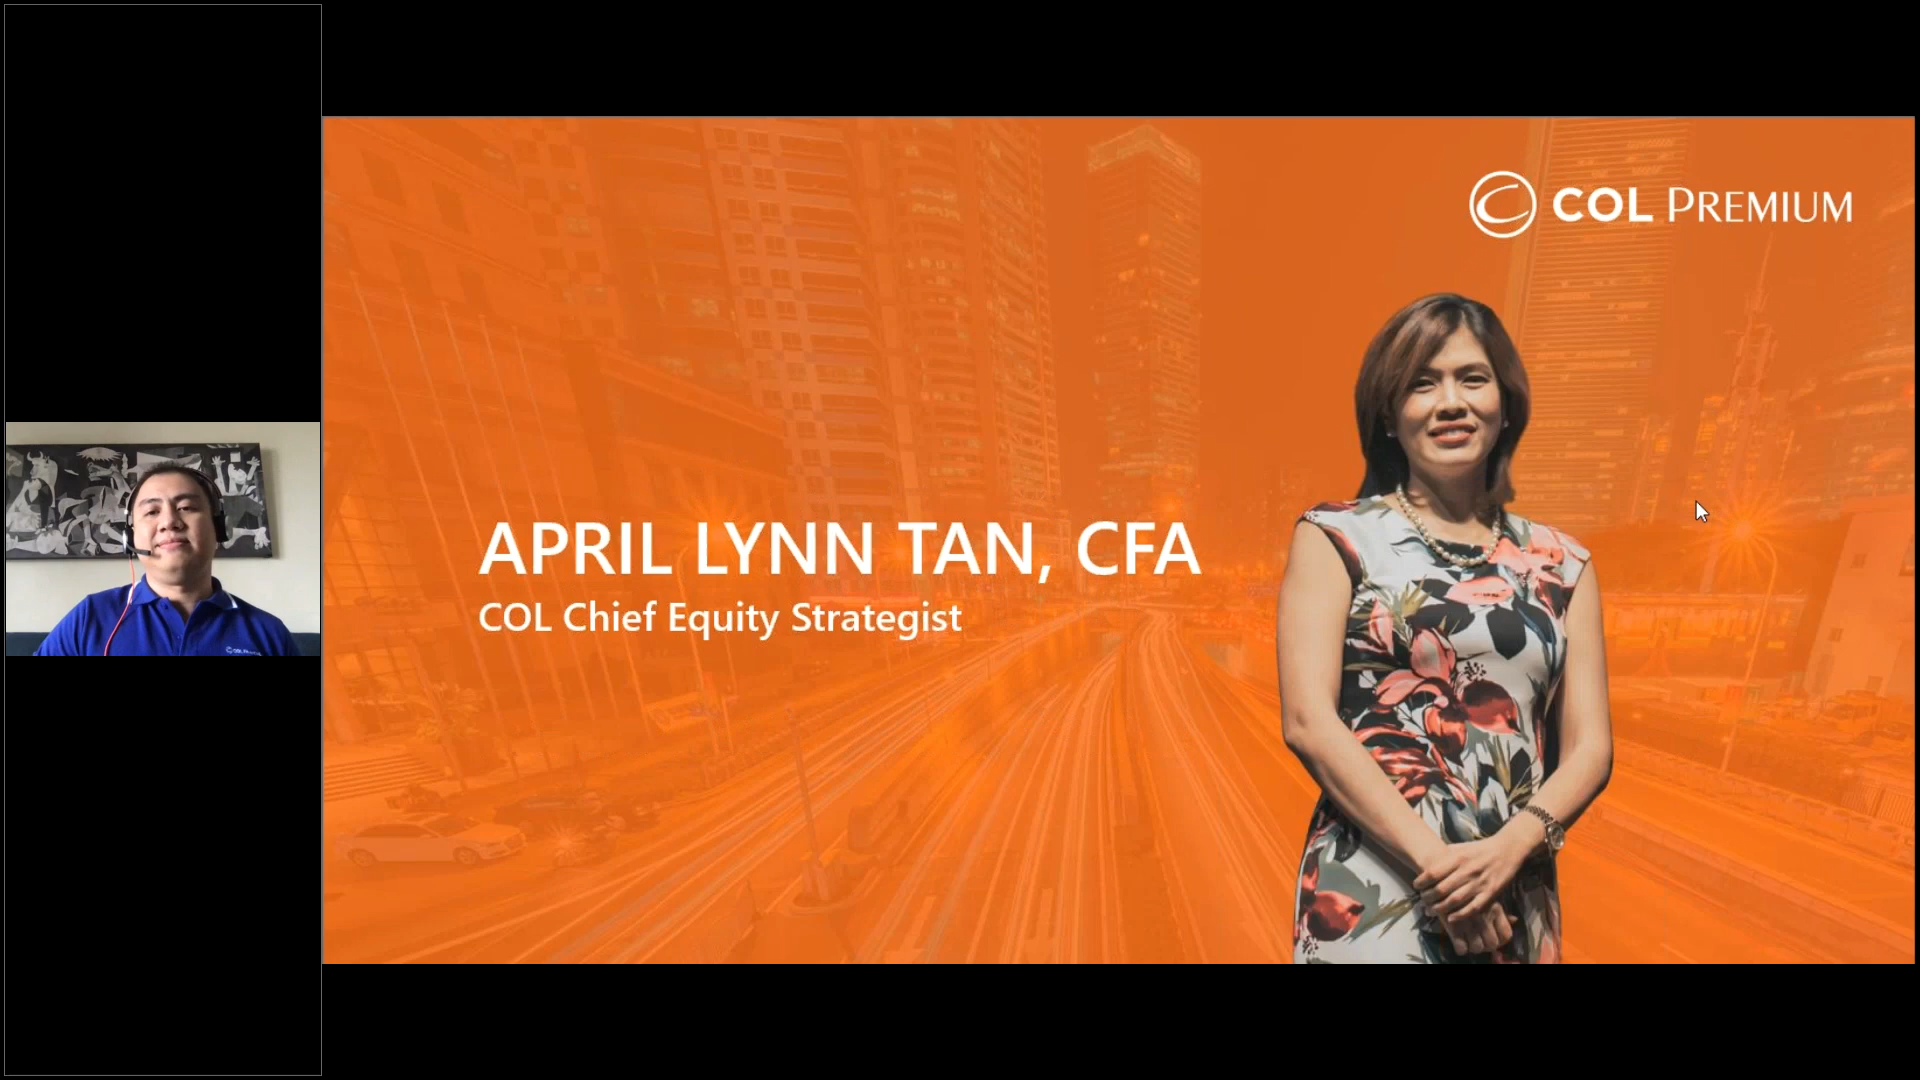 COL PREMIUM
APRIL LYNN TAN, CFA
COL Chief Equity Strategist